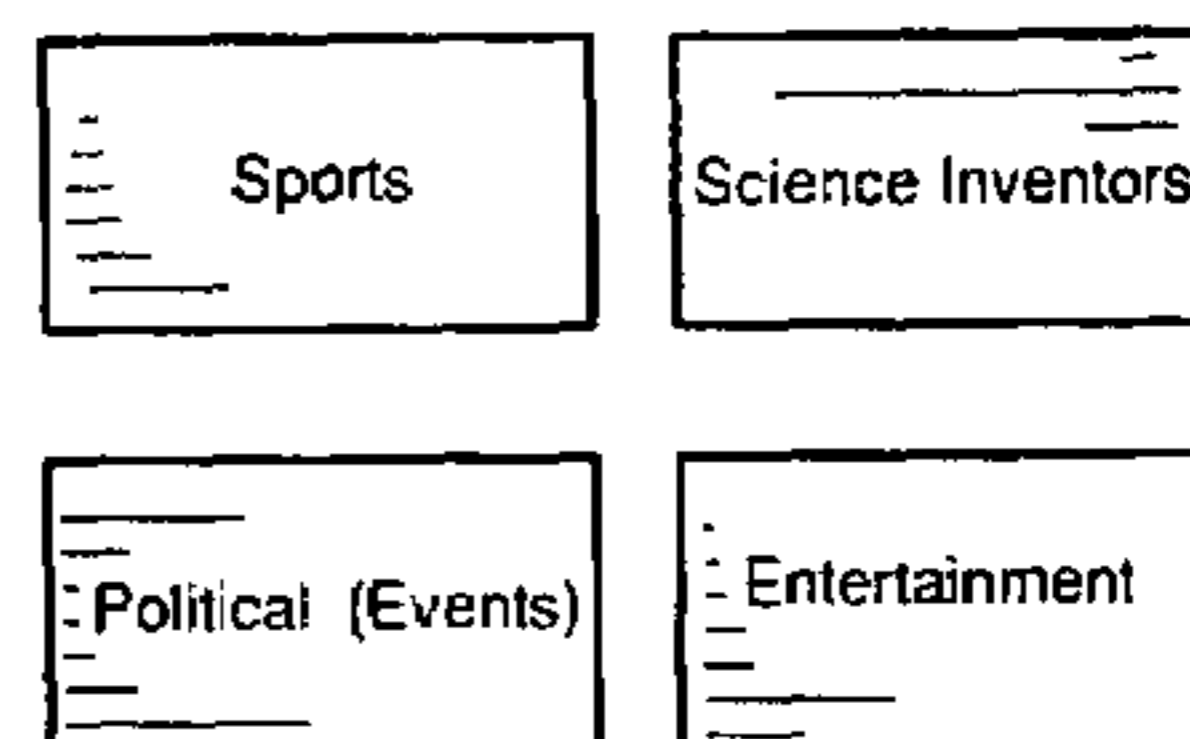 Sports
Science Inventors
Political (Events)
Entertainment